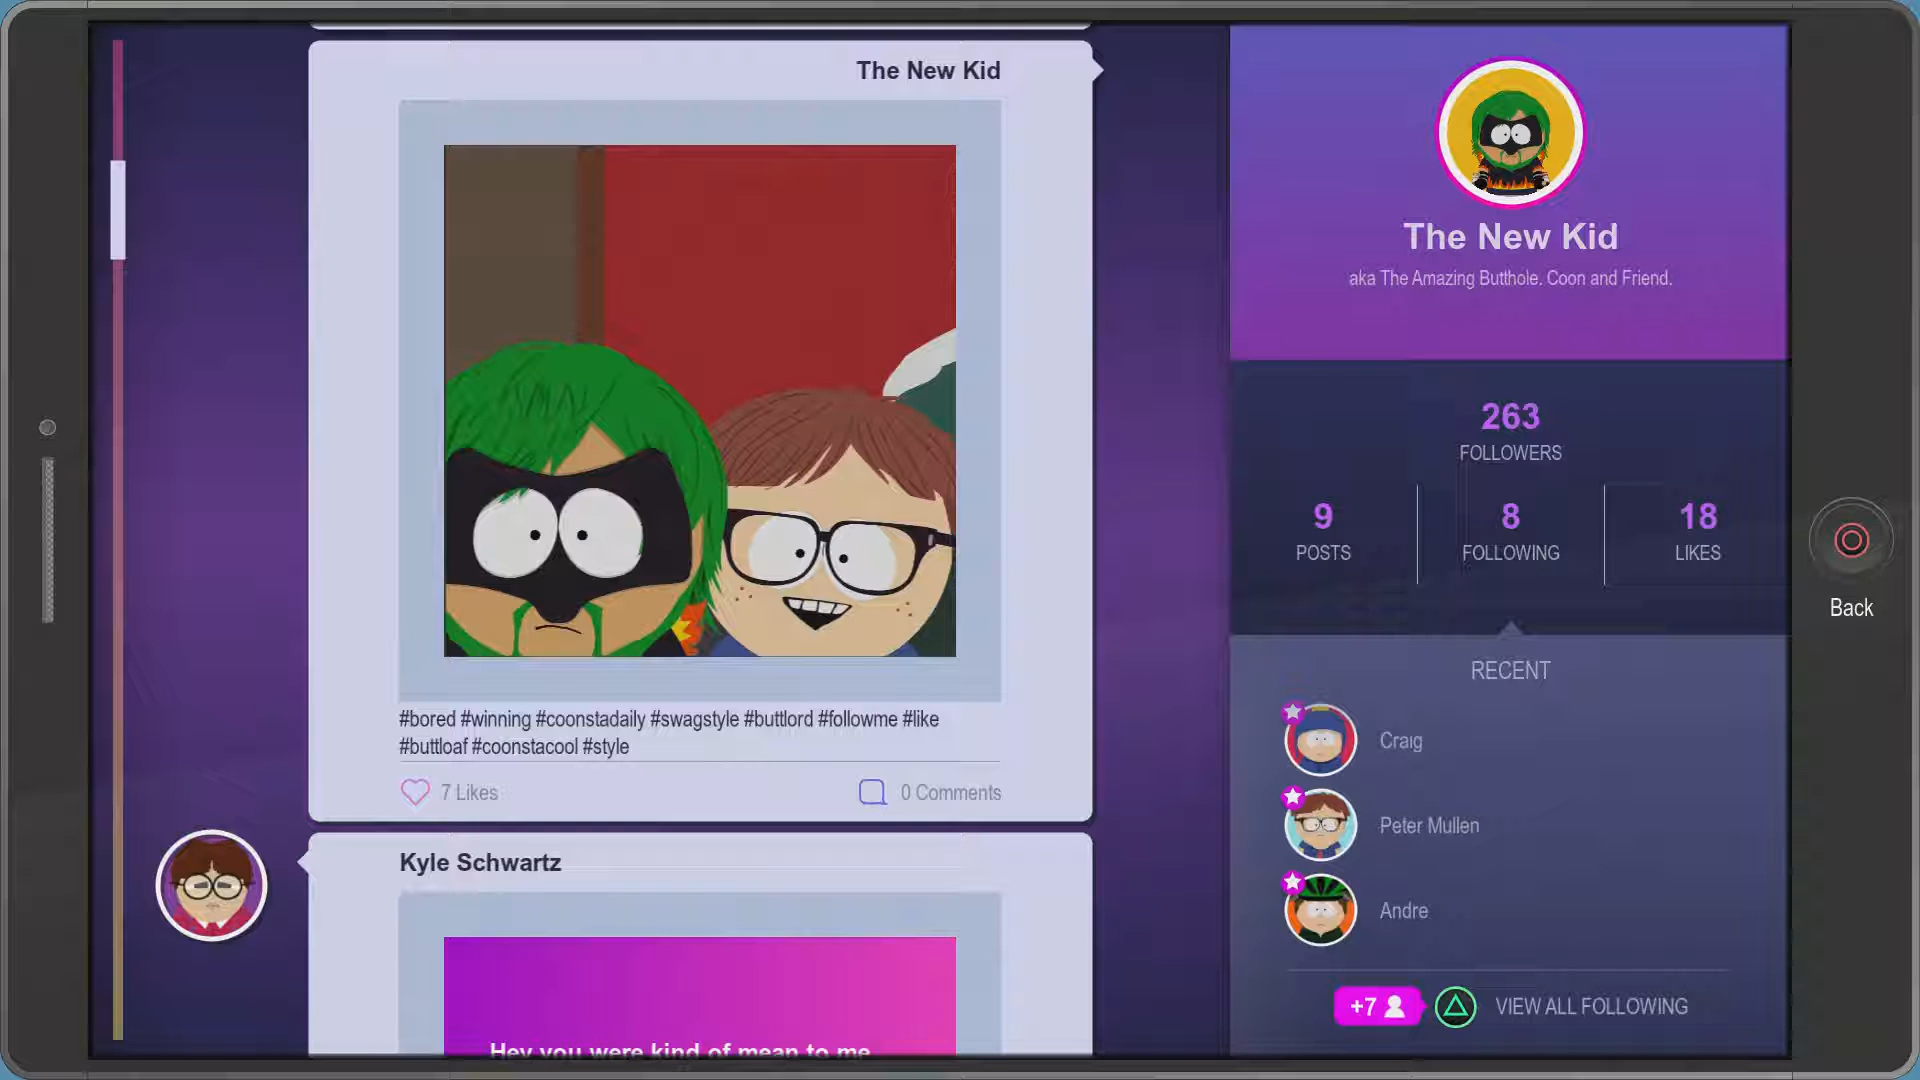 The New Kid
#bored #winning #coonstadaily #swagstyle #buttlord #followme #like
#buttloaf #coonstacool #style
7 Likes
0 Comments
Kyle Schwartz
Hey you were kind of mean to me
The New Kid
aka The Amazing Butthole. Coon and Friend.
263
FOLLOWERS
9
POSTS
8
FOLLOWING
18
LIKES
RECENT
Craig
Peter Mullen
Andre
+7
VIEW ALL FOLLOWING
Back